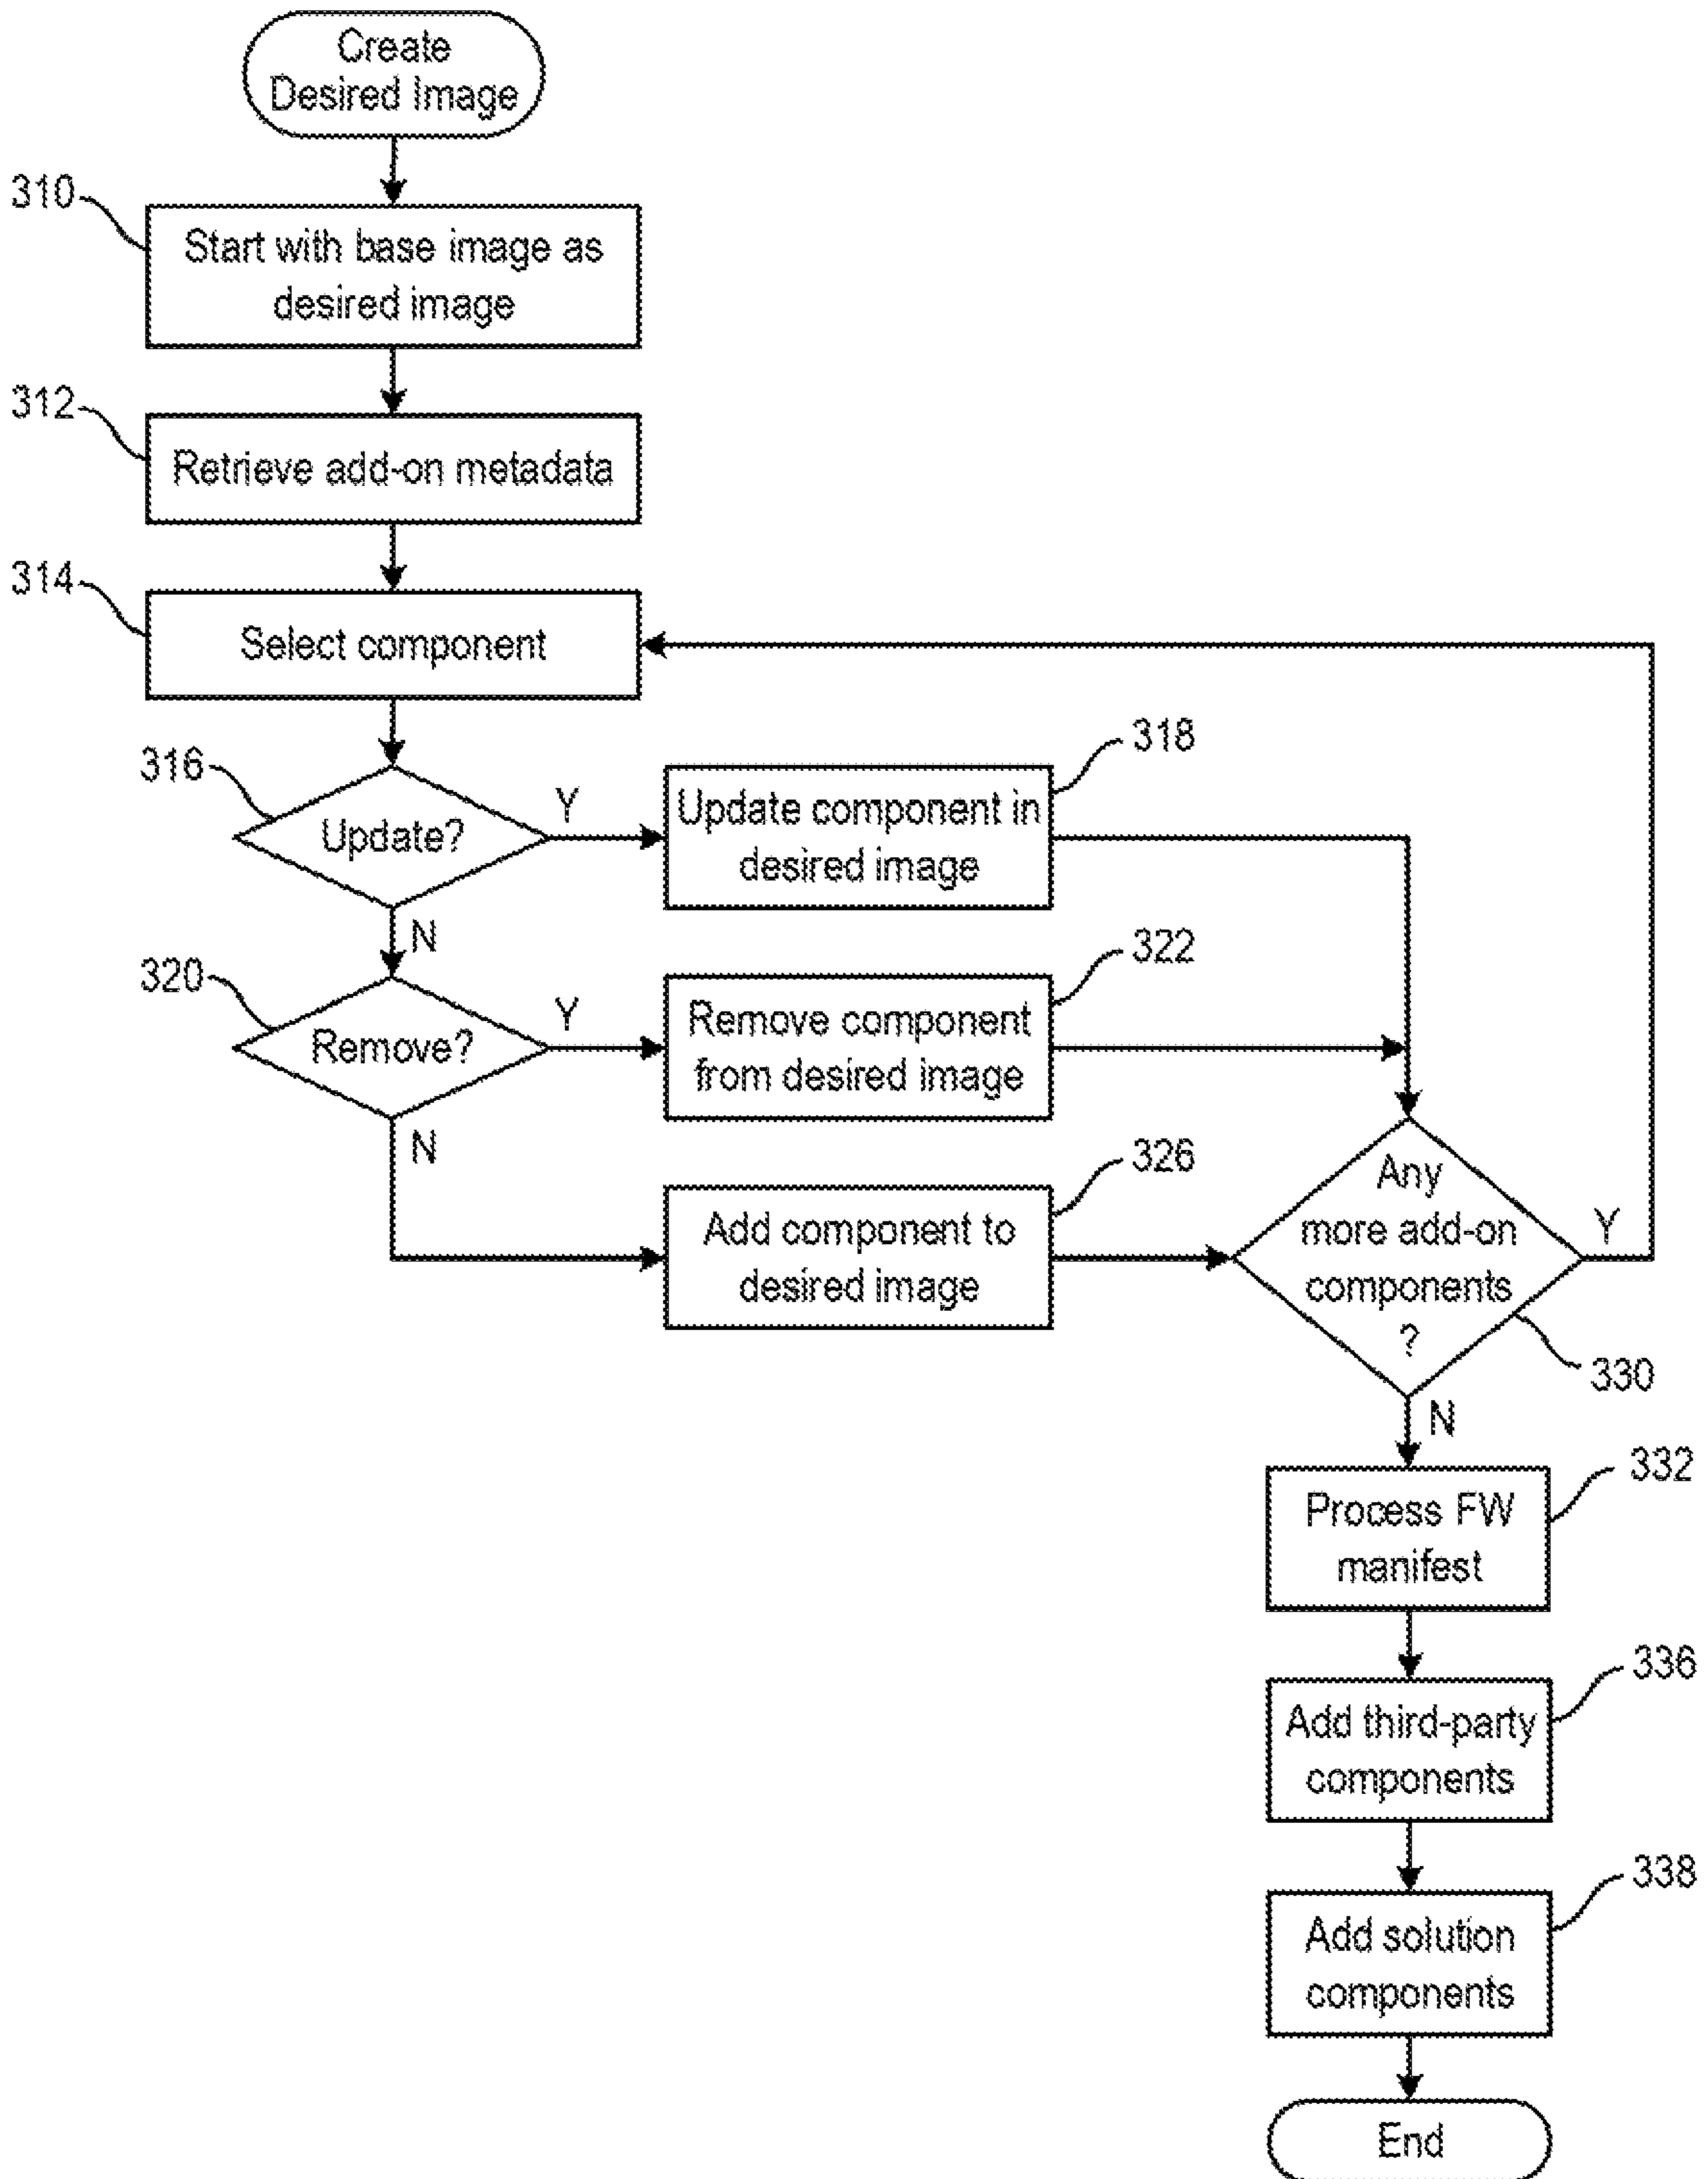 Create
Desired Image
310
Start with base image as
desired image
312
Retrieve add-on metadata
314
Select component
316
Update?
Y
N
318
Update component in
desired image
320
Remove?
Y
N
322
Remove component
from desired image
326
Add component to
desired image
Any
more add-on
components
?
Y
330
N
332
Process FW
manifest
336
Add third-party
components
338
Add solution
components
End